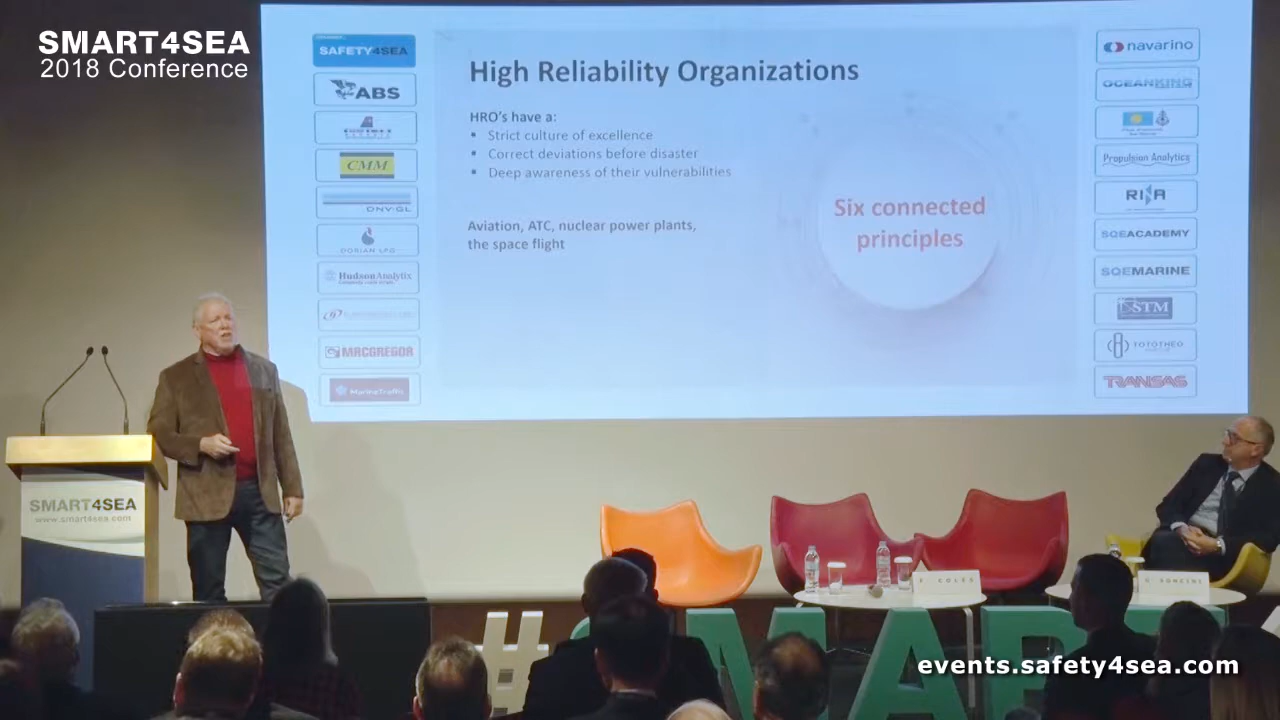 SMART4SEA
2018 Conference
SAFETY4SEA
ABS
CMM
DNV·GL
DORIAN LPG
HudsonAnalytix
MACGREGOR
MarineTraffic
High Reliability Organizations
HRO's have a:
▪ Strict culture of excellence
▪ Correct deviations before disaster
▪ Deep awareness of their vulnerabilities
Aviation, ATC, nuclear power plants,
the space flight
Six connected
principles
navarino
OCEANKING
Propulsion Analytics
RINA
SQEACADEMY
SQEMARINE
STM
TOTOTHEO
TRANSAS
SMART4SEA
www.smart4sea.com
COLES
#SMART
events.safety4sea.com